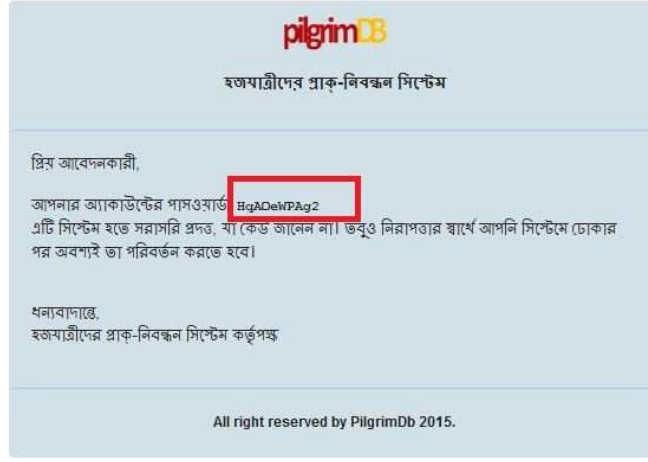 pilgrimDB
হজযাত্রীদের প্রাক্-নিবন্ধন সিস্টেম
প্রিয় আবেদনকারী,
আপনার অ্যাকাউন্টের পাসওয়ার্ড HqADeWPAg2
এটি সিস্টেম হতে সরাসরি প্রদত্ত, যা কেউ জানেন না। তবুও নিরাপত্তার স্বার্থে আপনি সিস্টেমে ঢোকার
পর অবশ্যই তা পরিবর্তন করতে হবে।
ধন্যবাদান্তে,
হজযাত্রীদের প্রাক্-নিবন্ধন সিস্টেম কর্তৃপক্ষ
All right reserved by PilgrimDb 2015.